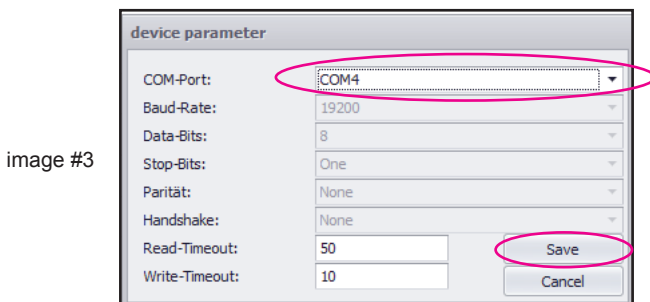 device parameter
COM-Port: COM4
Baud-Rate: 19200
Data-Bits: 8
Stop-Bits: One
image #3
Parität: None
Handshake: None
Read-Timeout: 50 Save
Write-Timeout: 10 Cancel